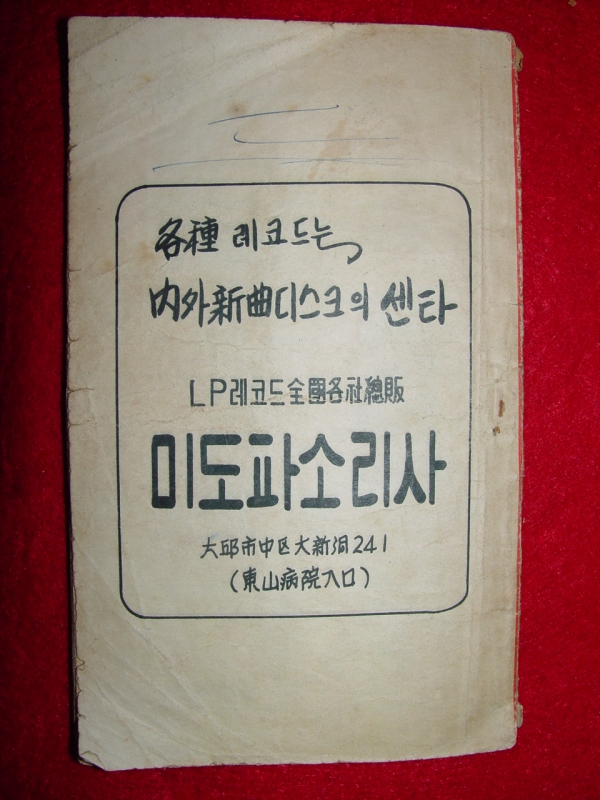 各種 레코드는
内外新曲디스크의 센타
LP레코드全國各社總販
미도파소리사
大邱市中区大新洞241
(東山病院入口)